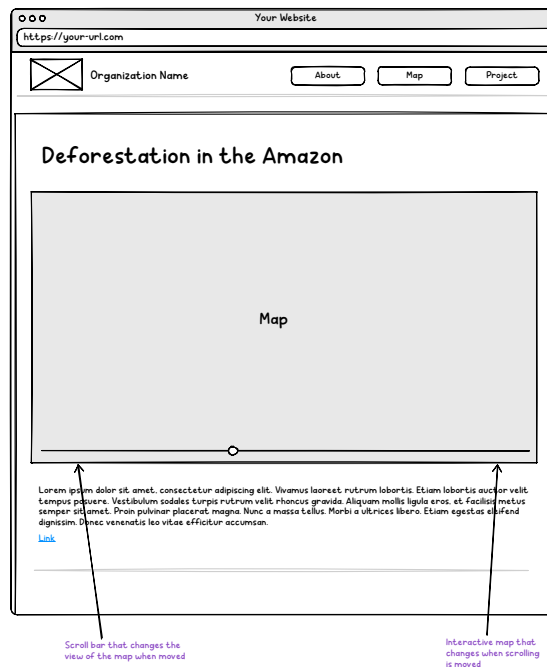 Your Website
https://your-url.com
Organization Name
About
Map
Project
Deforestation in the Amazon
Map
Lorem ipsum dolor sit amet, consectetur adipiscing elit. Vivamus laoreet rutrum lobortis. Etiam lobortis auctor velit
tempus posuere. Vestibulum sodales turpis rutrum velit rhoncus gravida. Aliquam mollis ligula eros, et facilisis metus
semper sit amet. Proin pulvinar placerat magna. Nunc a massa tellus. Morbi a ultrices libero. Etiam egestas eleifend
dignissim. Donec venenatis leo vitae efficitur accumsan.
Link
Scroll bar that changes the
view of the map when moved
Interactive map that
changes when scrolling
is moved